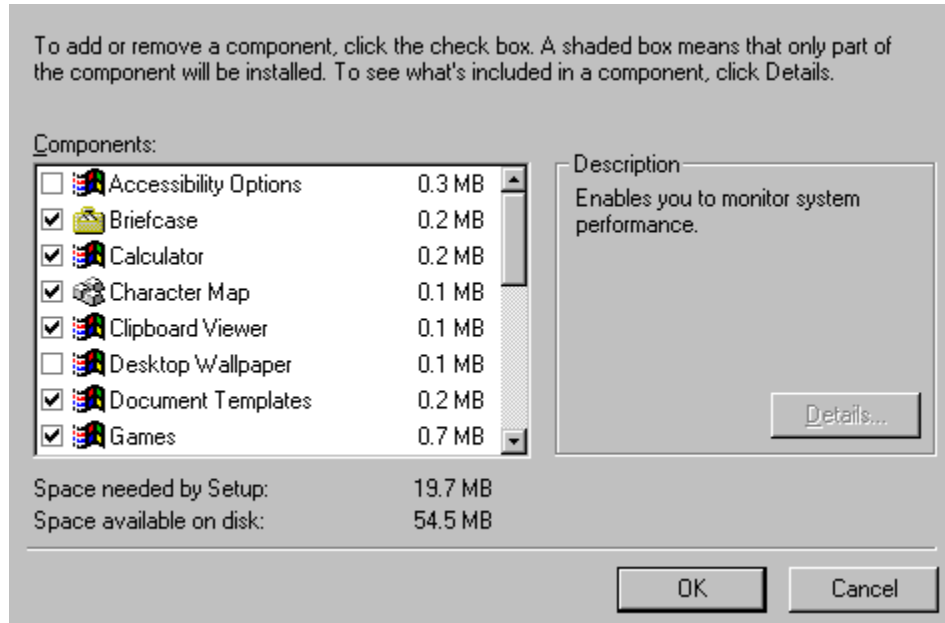 To add or remove a component, click the check box. A shaded box means that only part of
the component will be installed. To see what's included in a component, click Details.
Components:
Accessibility Options 0.3 MB
Briefcase 0.2 MB
Calculator 0.2 MB
Character Map 0.1 MB
Clipboard Viewer 0.1 MB
Desktop Wallpaper 0.1 MB
Document Templates 0.2 MB
Games 0.7 MB
Description
Enables you to monitor system
performance.
Details...
Space needed by Setup: 19.7 MB
Space available on disk: 54.5 MB
OK Cancel